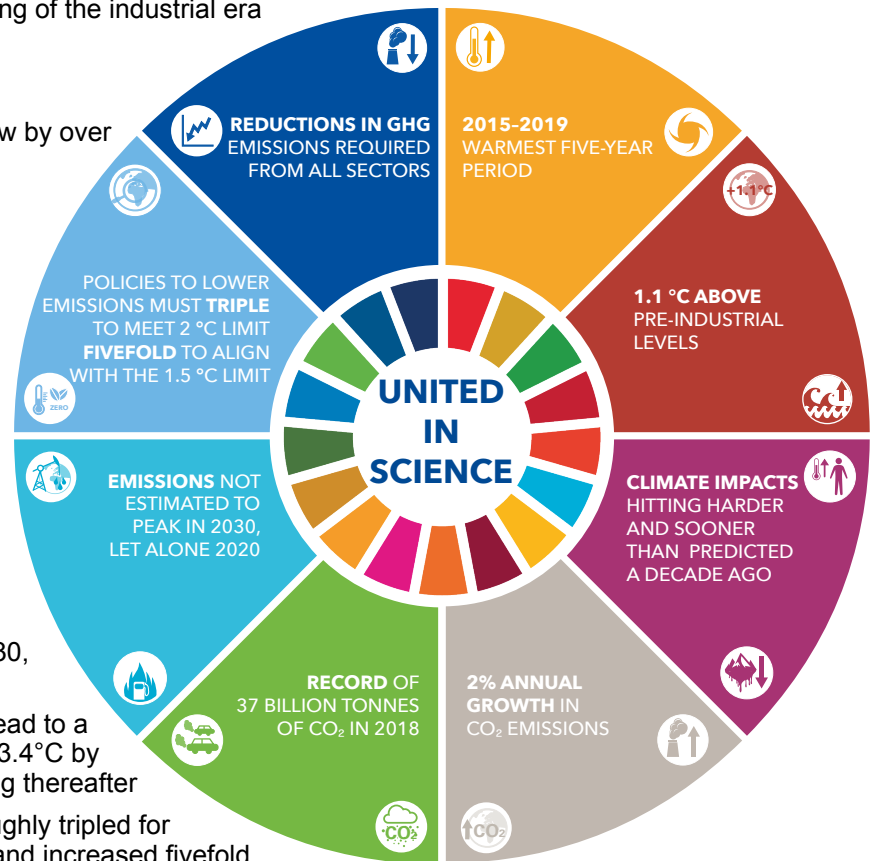 ng of the industrial era
w by over
REDUCTIONS IN GHG
EMISSIONS REQUIRED
FROM ALL SECTORS
2015–2019
WARMEST FIVE-YEAR
PERIOD
+1.1°C
1.1 °C ABOVE
PRE-INDUSTRIAL
LEVELS
CLIMATE IMPACTS
HITTING HARDER
AND SOONER
THAN PREDICTED
A DECADE AGO
2% ANNUAL
GROWTH IN
CO₂ EMISSIONS
CO₂
RECORD OF
37 BILLION TONNES
OF CO₂ IN 2018
CO₂
EMISSIONS NOT
ESTIMATED TO
PEAK IN 2030,
LET ALONE 2020
POLICIES TO LOWER
EMISSIONS MUST TRIPLE
TO MEET 2 °C LIMIT
FIVEFOLD TO ALIGN
WITH THE 1.5 °C LIMIT
ZERO
UNITED
IN
SCIENCE
30,
ead to a
3.4°C by
g thereafter
ughly tripled for
and increased fivefold